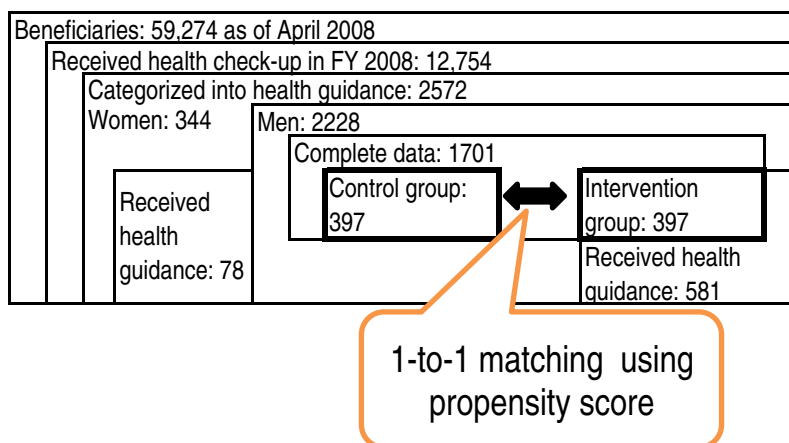 Beneficiaries: 59,274 as of April 2008
Received health check-up in FY 2008: 12,754
Categorized into health guidance: 2572
Women: 344
Men: 2228
Complete data: 1701
Control group:
397
Intervention
group: 397
Received
health
guidance: 78
Received health
guidance: 581
1-to-1 matching using
propensity score